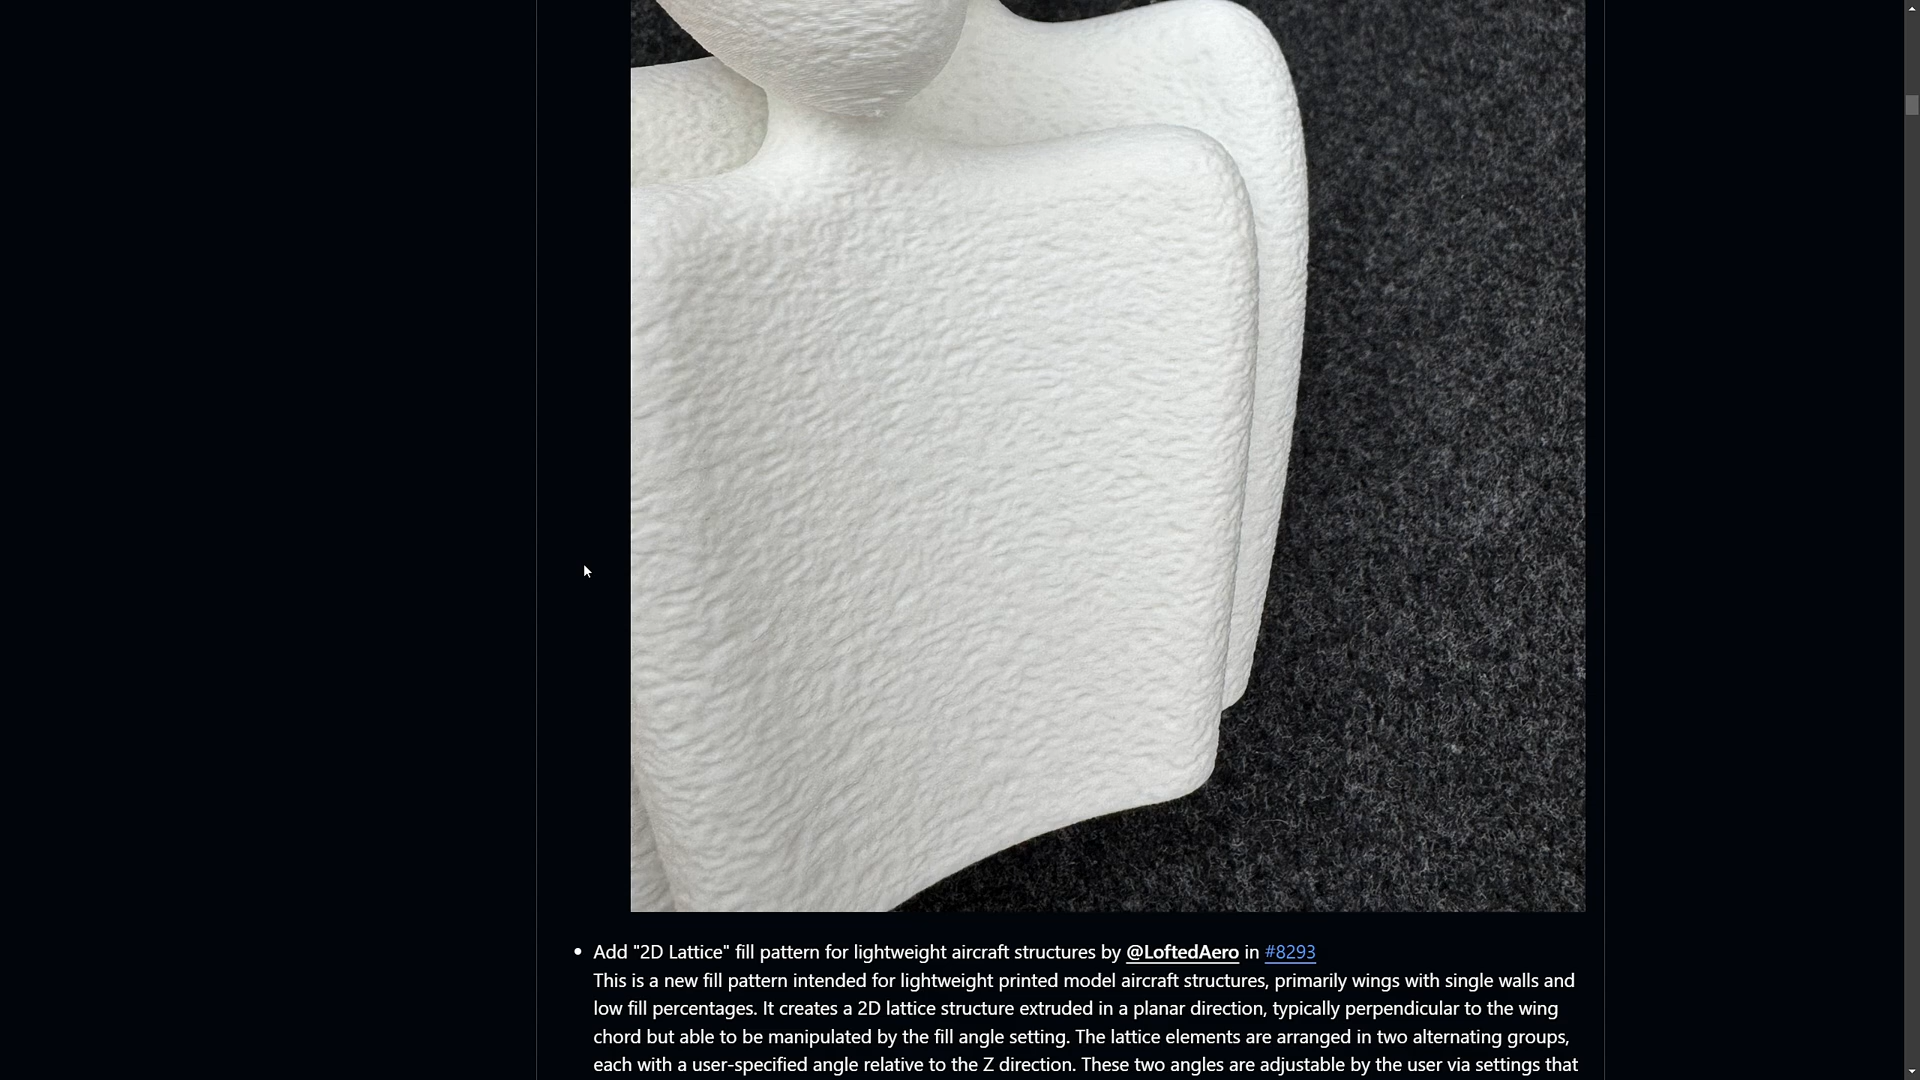 Add "2D Lattice" fill pattern for lightweight aircraft structures by @LoftedAero in #8293
This is a new fill pattern intended for lightweight printed model aircraft structures, primarily wings with single walls and
low fill percentages. It creates a 2D lattice structure extruded in a planar direction, typically perpendicular to the wing
chord but able to be manipulated by the fill angle setting. The lattice elements are arranged in two alternating groups,
each with a user-specified angle relative to the Z direction. These two angles are adjustable by the user via settings that